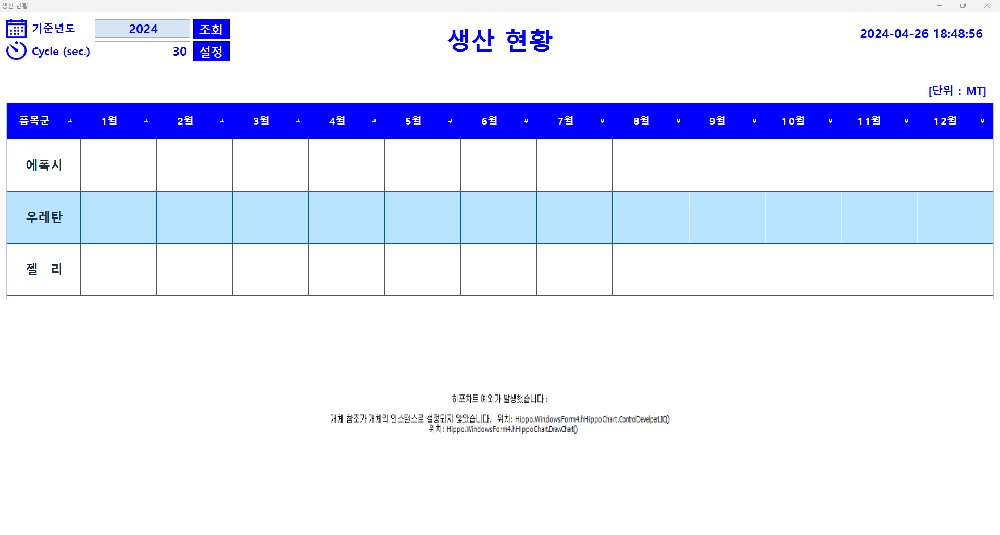 생산 현황
기준년도 2024 조회
Cycle (sec.) 30 설정
생산 현황
2024-04-26 18:48:56
[단위 : MT]
품목군 1월 2월 3월 4월 5월 6월 7월 8월 9월 10월 11월 12월
에폭시
우레탄
젤 리
히포차트 예외가 발생했습니다 :
개체 참조가 개체의 인스턴스로 설정되지 않았습니다. 위치: Hippo.WindowsForm4.hHippoChart.ControlDevelperLIC()
위치: Hippo.WindowsForm4.hHippoChart.DrawChart()